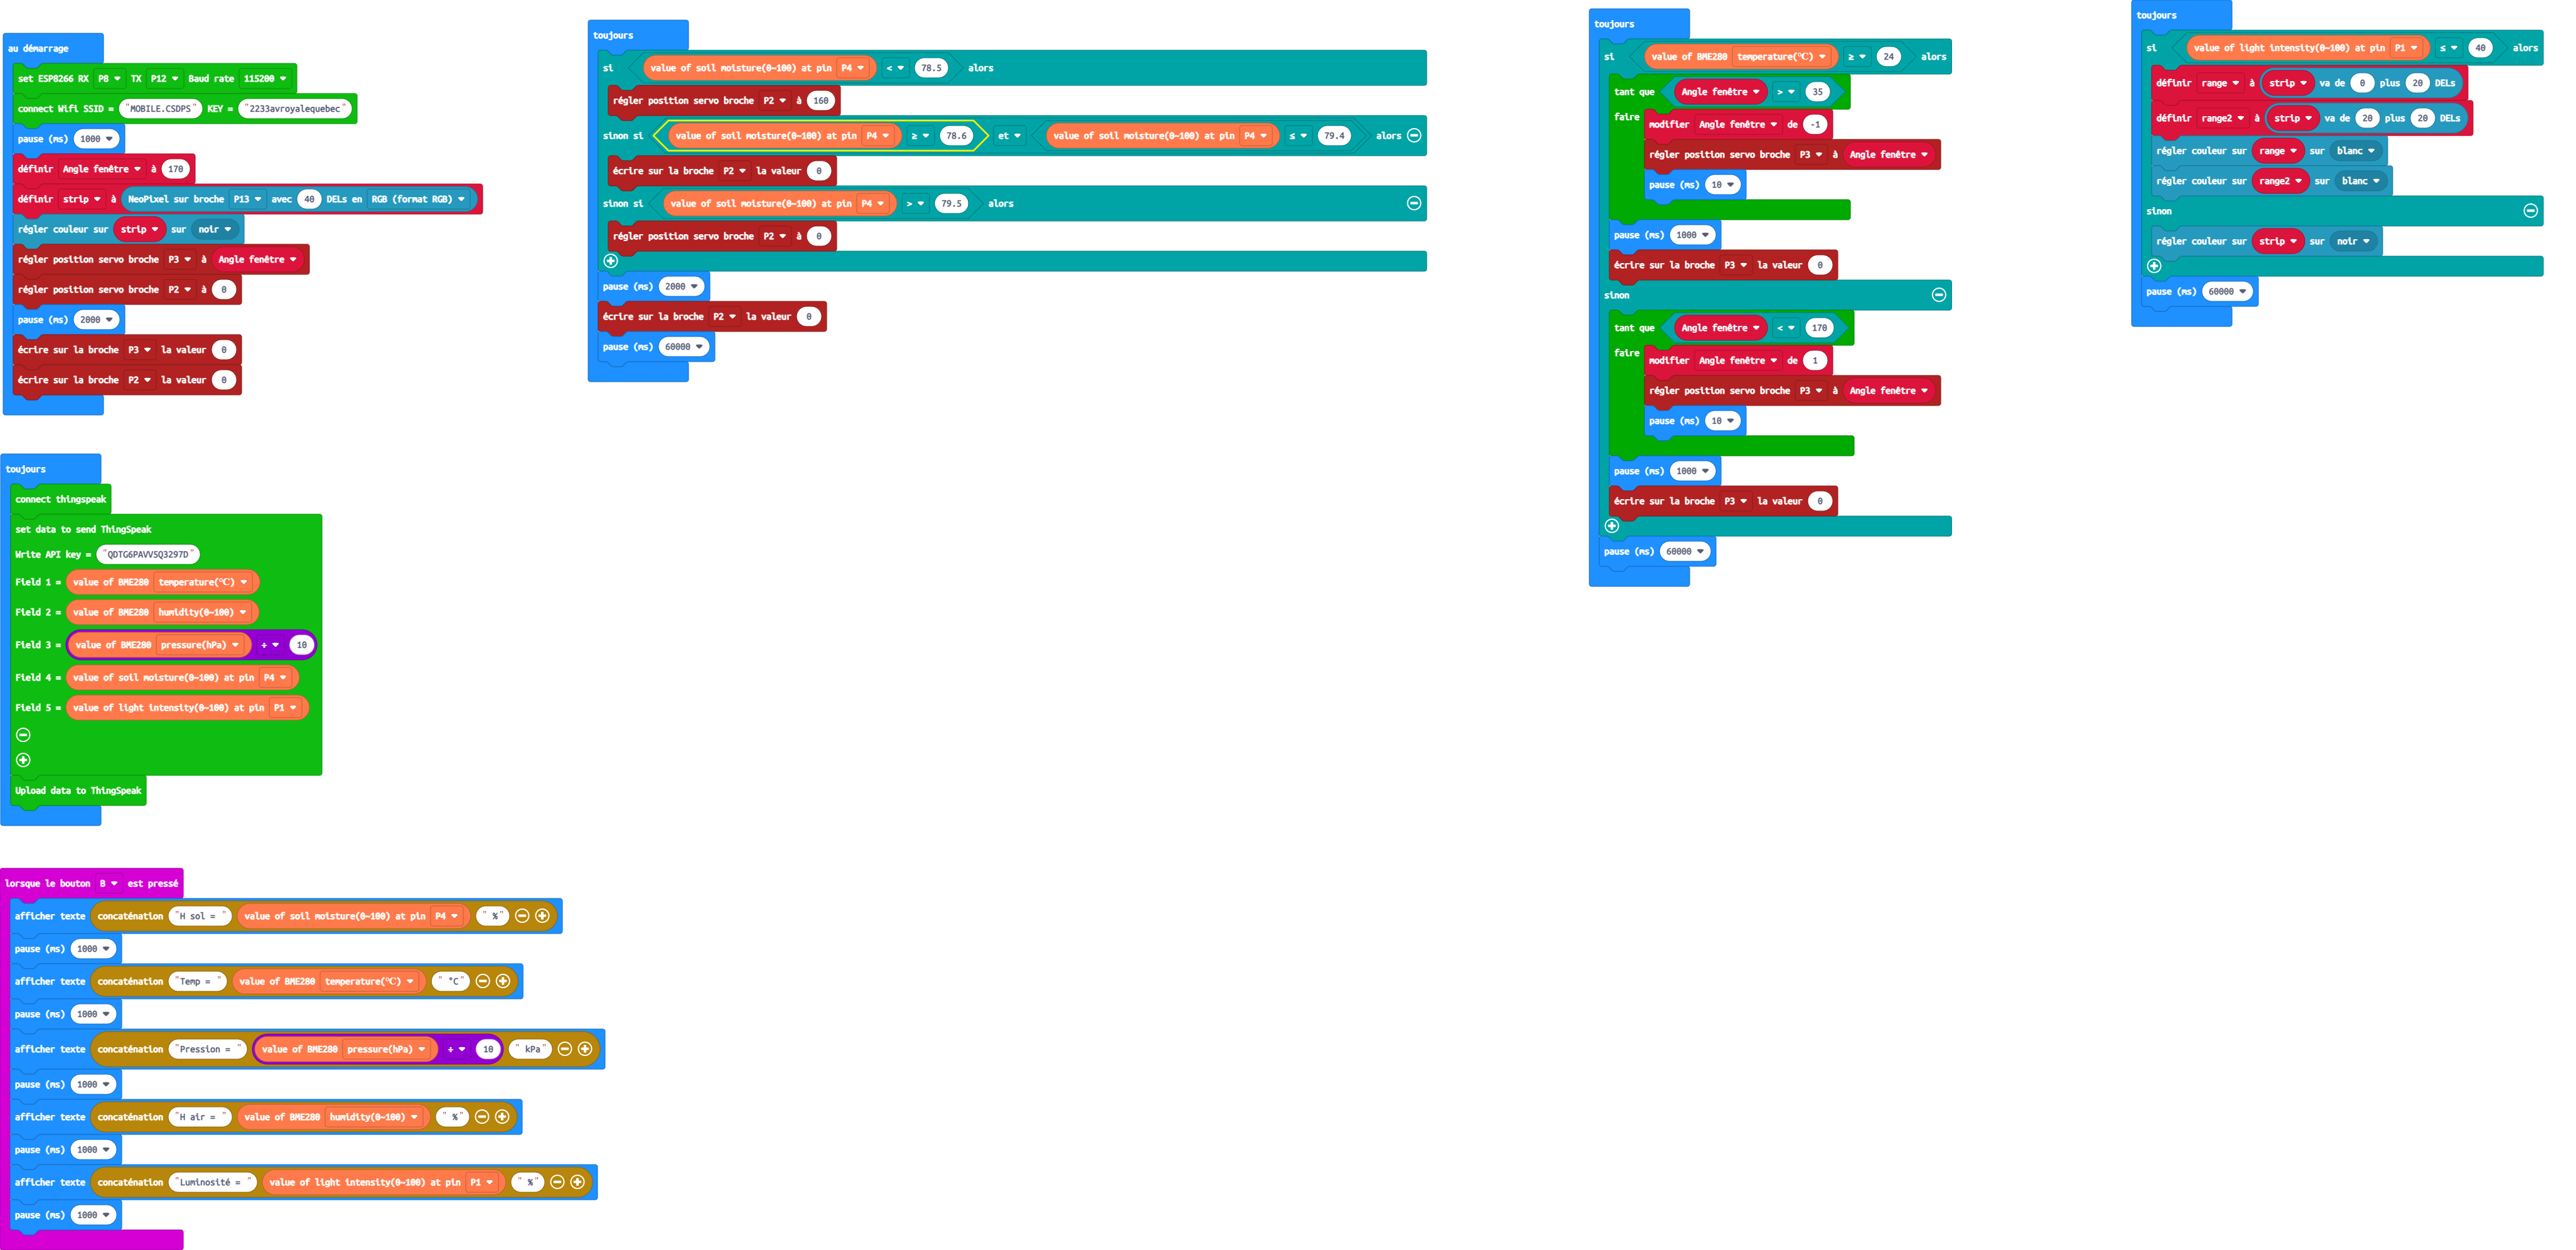 au démarrage
set ESP8266 RX P8 TX P12 Baud rate 115200
connect Wifi SSID = "MOBILE.CSDPS" KEY = "2233avroyalequebec"
pause (ms) 1000
définir Angle fenêtre à 170
définir strip à NeoPixel sur broche P13 avec 40 DELs en RGB (format RGB)
régler couleur sur strip sur noir
régler position servo broche P3 à Angle fenêtre
régler position servo broche P2 à 0
pause (ms) 2000
écrire sur la broche P3 la valeur 0
écrire sur la broche P2 la valeur 0
toujours
connect thingspeak
set data to send ThingSpeak
Write API key = "QDTG6PAVV5Q3297D"
Field 1 = value of BME280 temperature(℃)
Field 2 = value of BME280 humidity(0~100)
Field 3 = value of BME280 pressure(hPa) ÷ 10
Field 4 = value of soil moisture(0~100) at pin P4
Field 5 = value of light intensity(0~100) at pin P1
Upload data to ThingSpeak
lorsque le bouton B est pressé
afficher texte concaténation "H sol = " value of soil moisture(0~100) at pin P4 " %"
pause (ms) 1000
afficher texte concaténation "Temp = " value of BME280 temperature(℃) " °C"
pause (ms) 1000
afficher texte concaténation "Pression = " value of BME280 pressure(hPa) ÷ 10 " kPa"
pause (ms) 1000
afficher texte concaténation "H air = " value of BME280 humidity(0~100) " %"
pause (ms) 1000
afficher texte concaténation "Luminosité = " value of light intensity(0~100) at pin P1 " %"
pause (ms) 1000
toujours
si value of soil moisture(0~100) at pin P4 < 78.5 alors
régler position servo broche P2 à 160
sinon si value of soil moisture(0~100) at pin P4 ≥ 78.6 et value of soil moisture(0~100) at pin P4 ≤ 79.4 alors
écrire sur la broche P2 la valeur 0
sinon si value of soil moisture(0~100) at pin P4 > 79.5 alors
régler position servo broche P2 à 0
pause (ms) 2000
écrire sur la broche P2 la valeur 0
pause (ms) 60000
toujours
si value of BME280 temperature(℃) ≥ 24 alors
tant que Angle fenêtre > 35
faire
modifier Angle fenêtre de -1
régler position servo broche P3 à Angle fenêtre
pause (ms) 10
pause (ms) 1000
écrire sur la broche P3 la valeur 0
sinon
tant que Angle fenêtre < 170
faire
modifier Angle fenêtre de 1
régler position servo broche P3 à Angle fenêtre
pause (ms) 10
pause (ms) 1000
écrire sur la broche P3 la valeur 0
pause (ms) 60000
toujours
si value of light intensity(0~100) at pin P1 ≤ 40 alors
définir range à strip va de 0 plus 20 DELs
définir range2 à strip va de 20 plus 20 DELs
régler couleur sur range sur blanc
régler couleur sur range2 sur blanc
sinon
régler couleur sur strip sur noir
pause (ms) 60000